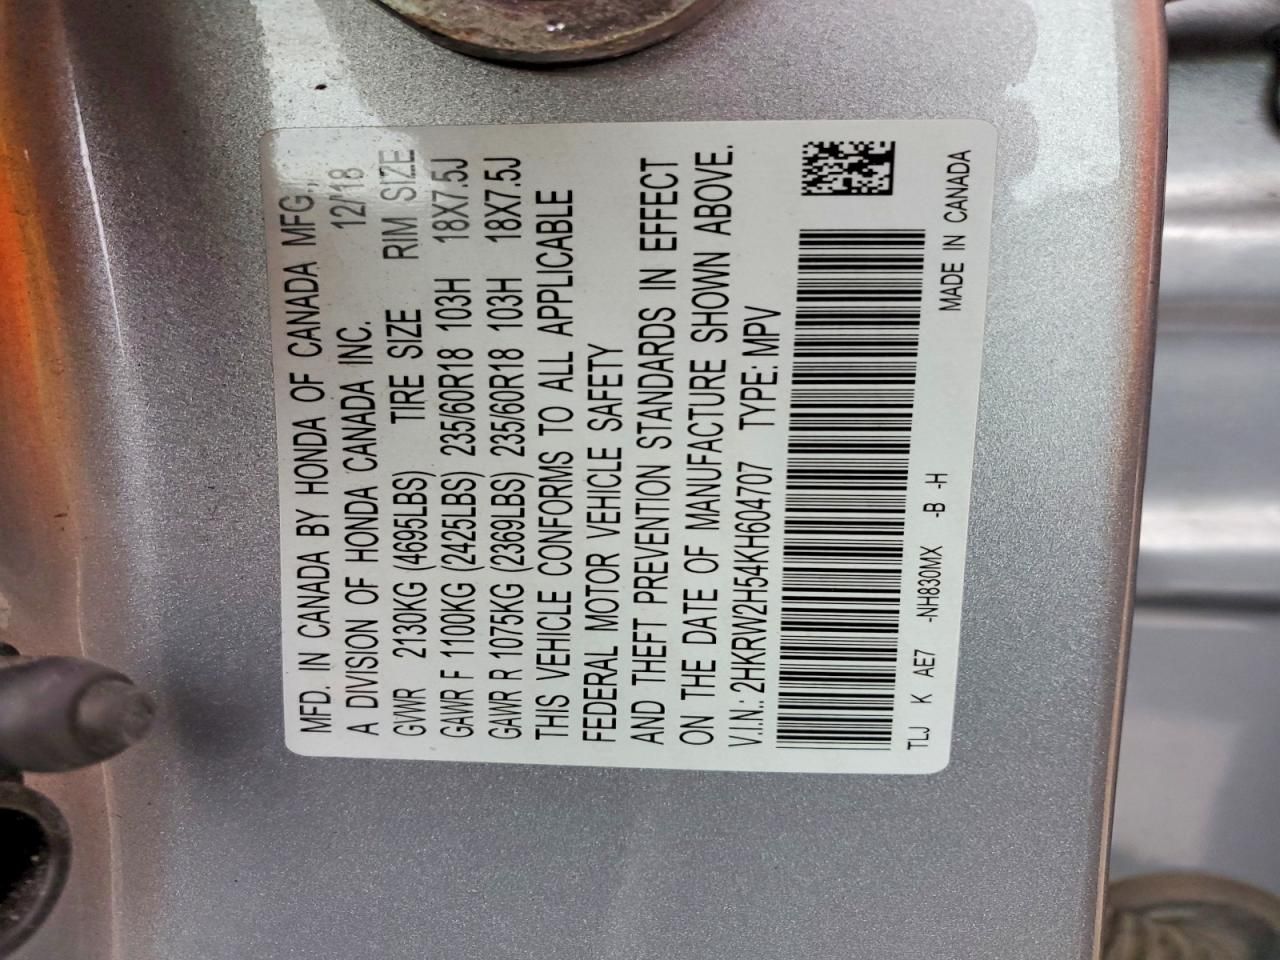 MFD. IN CANADA BY HONDA OF CANADA MFG.,
A DIVISION OF HONDA CANADA INC. 12/18
GVWR 2130KG (4695LBS) TIRE SIZE RIM SIZE
GAWR F 1100KG (2425LBS) 235/60R18 103H 18X7.5J
GAWR R 1075KG (2369LBS) 235/60R18 103H 18X7.5J
THIS VEHICLE CONFORMS TO ALL APPLICABLE
FEDERAL MOTOR VEHICLE SAFETY
AND THEFT PREVENTION STANDARDS IN EFFECT
ON THE DATE OF MANUFACTURE SHOWN ABOVE.
V.I.N.: 2HKRW2H54KH604707 TYPE: MPV
TLJ K AE7 -NH830MX -B -H
MADE IN CANADA